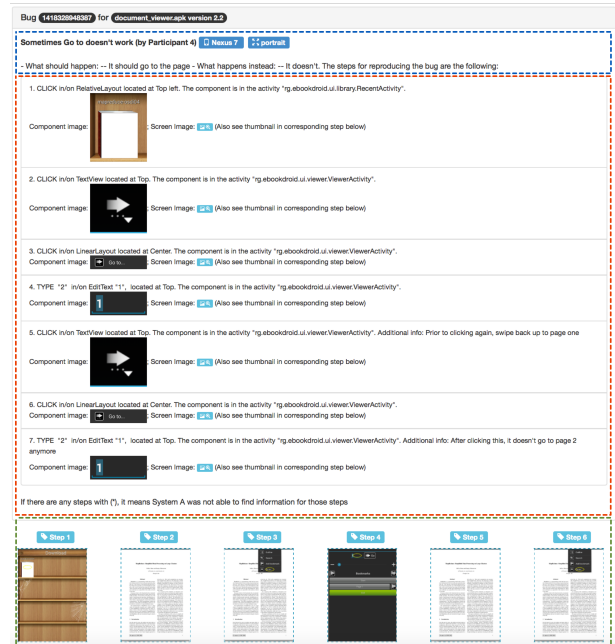 Bug 1418328948387 for document_viewer.apk version 2.2
Sometimes Go to doesn't work (by Participant 4) Nexus 7 portrait
- What should happen: -- It should go to the page - What happens instead: -- It doesn't. The steps for reproducing the bug are the following:
1. CLICK in/on RelativeLayout located at Top left. The component is in the activity "rg.ebookdroid.ui.library.RecentActivity".
Component image: ; Screen Image: (Also see thumbnail in corresponding step below)
2. CLICK in/on TextView located at Top. The component is in the activity "rg.ebookdroid.ui.viewer.ViewerActivity".
Component image: ; Screen Image: (Also see thumbnail in corresponding step below)
3. CLICK in/on LinearLayout located at Center. The component is in the activity "rg.ebookdroid.ui.viewer.ViewerActivity".
Component image: Go to... ; Screen Image: (Also see thumbnail in corresponding step below)
4. TYPE "2" in/on EditText "1", located at Top. The component is in the activity "rg.ebookdroid.ui.viewer.ViewerActivity".
Component image: 1 ; Screen Image: (Also see thumbnail in corresponding step below)
5. CLICK in/on TextView located at Top. The component is in the activity "rg.ebookdroid.ui.viewer.ViewerActivity". Additional info: Prior to clicking again, swipe back up to page one
Component image: ; Screen Image: (Also see thumbnail in corresponding step below)
6. CLICK in/on LinearLayout located at Center. The component is in the activity "rg.ebookdroid.ui.viewer.ViewerActivity".
Component image: Go to... ; Screen Image: (Also see thumbnail in corresponding step below)
7. TYPE "2" in/on EditText "1", located at Top. The component is in the activity "rg.ebookdroid.ui.viewer.ViewerActivity". Additional info: After clicking this, it doesn't go to page 2
anymore
Component image: 1 ; Screen Image: (Also see thumbnail in corresponding step below)
If there are any steps with (*), it means System A was not able to find information for those steps
Step 1 Step 2 Step 3 Step 4 Step 5 Step 6